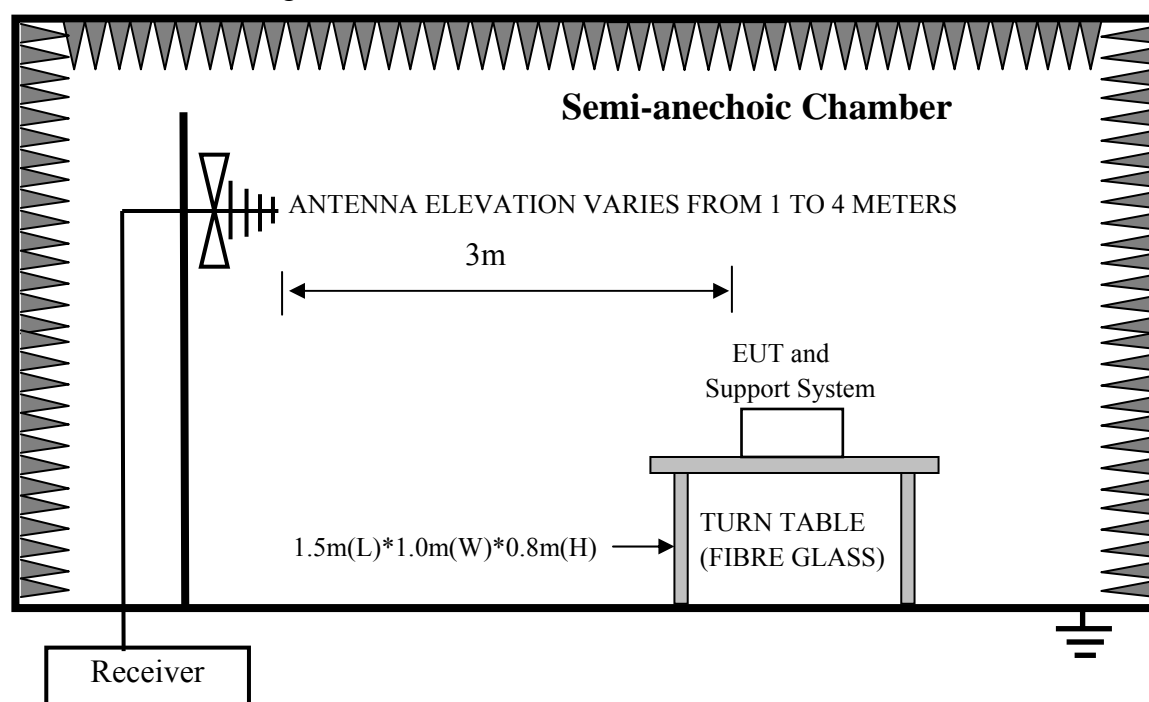 Semi-anechoic Chamber
ANTENNA ELEVATION VARIES FROM 1 TO 4 METERS
3m
EUT and
Support System
1.5m(L)*1.0m(W)*0.8m(H)
TURN TABLE
(FIBRE GLASS)
Receiver